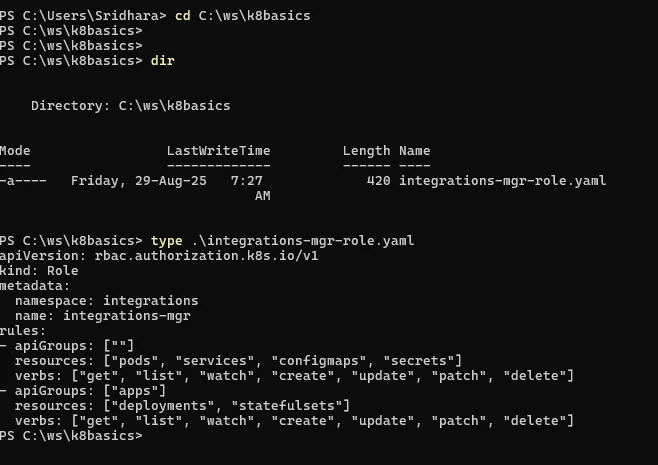 PS C:\Users\Sridhara> cd C:\ws\k8basics
PS C:\ws\k8basics>
PS C:\ws\k8basics>
PS C:\ws\k8basics> dir
Directory: C:\ws\k8basics
Mode LastWriteTime Length Name
---- ------------- ------ ----
-a---- Friday, 29-Aug-25 7:27 420 integrations-mgr-role.yaml
AM
PS C:\ws\k8basics> type .\integrations-mgr-role.yaml
apiVersion: rbac.authorization.k8s.io/v1
kind: Role
metadata:
  namespace: integrations
  name: integrations-mgr
rules:
- apiGroups: [""]
  resources: ["pods", "services", "configmaps", "secrets"]
  verbs: ["get", "list", "watch", "create", "update", "patch", "delete"]
- apiGroups: ["apps"]
  resources: ["deployments", "statefulsets"]
  verbs: ["get", "list", "watch", "create", "update", "patch", "delete"]
PS C:\ws\k8basics>